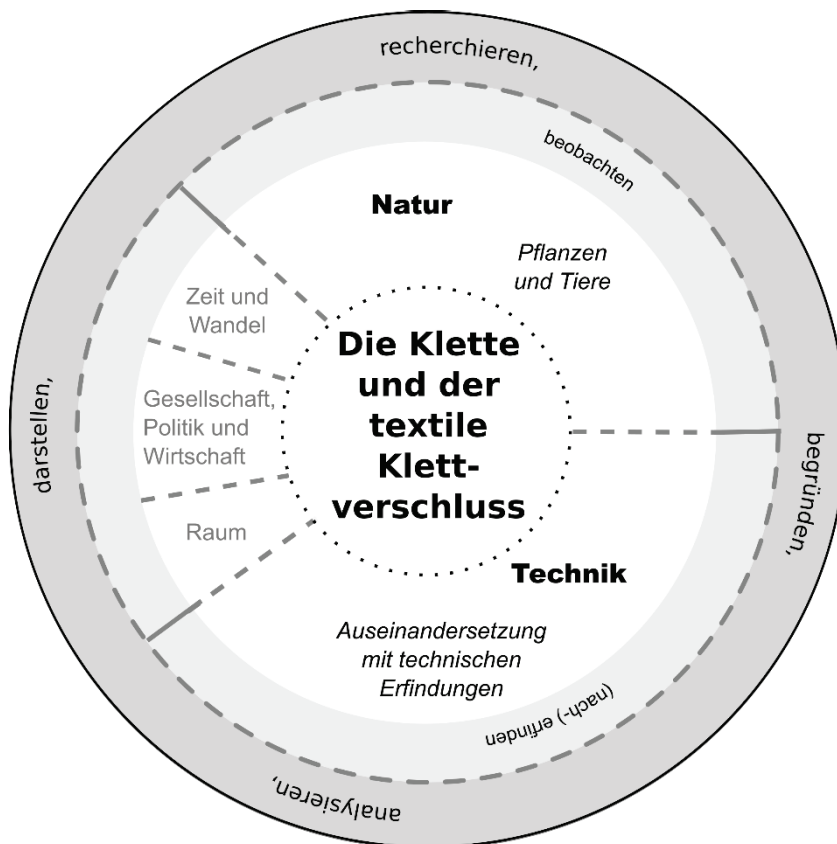 recherchieren,
beobachten
Natur
Pflanzen
und Tiere
Zeit und
Wandel
Gesellschaft,
Politik und
Wirtschaft
Raum
Die Klette
und der
textile
Klett-
verschluss
Technik
Auseinandersetzung
mit technischen
Erfindungen
(nach-) erfinden
begründen,
analysieren,
darstellen,